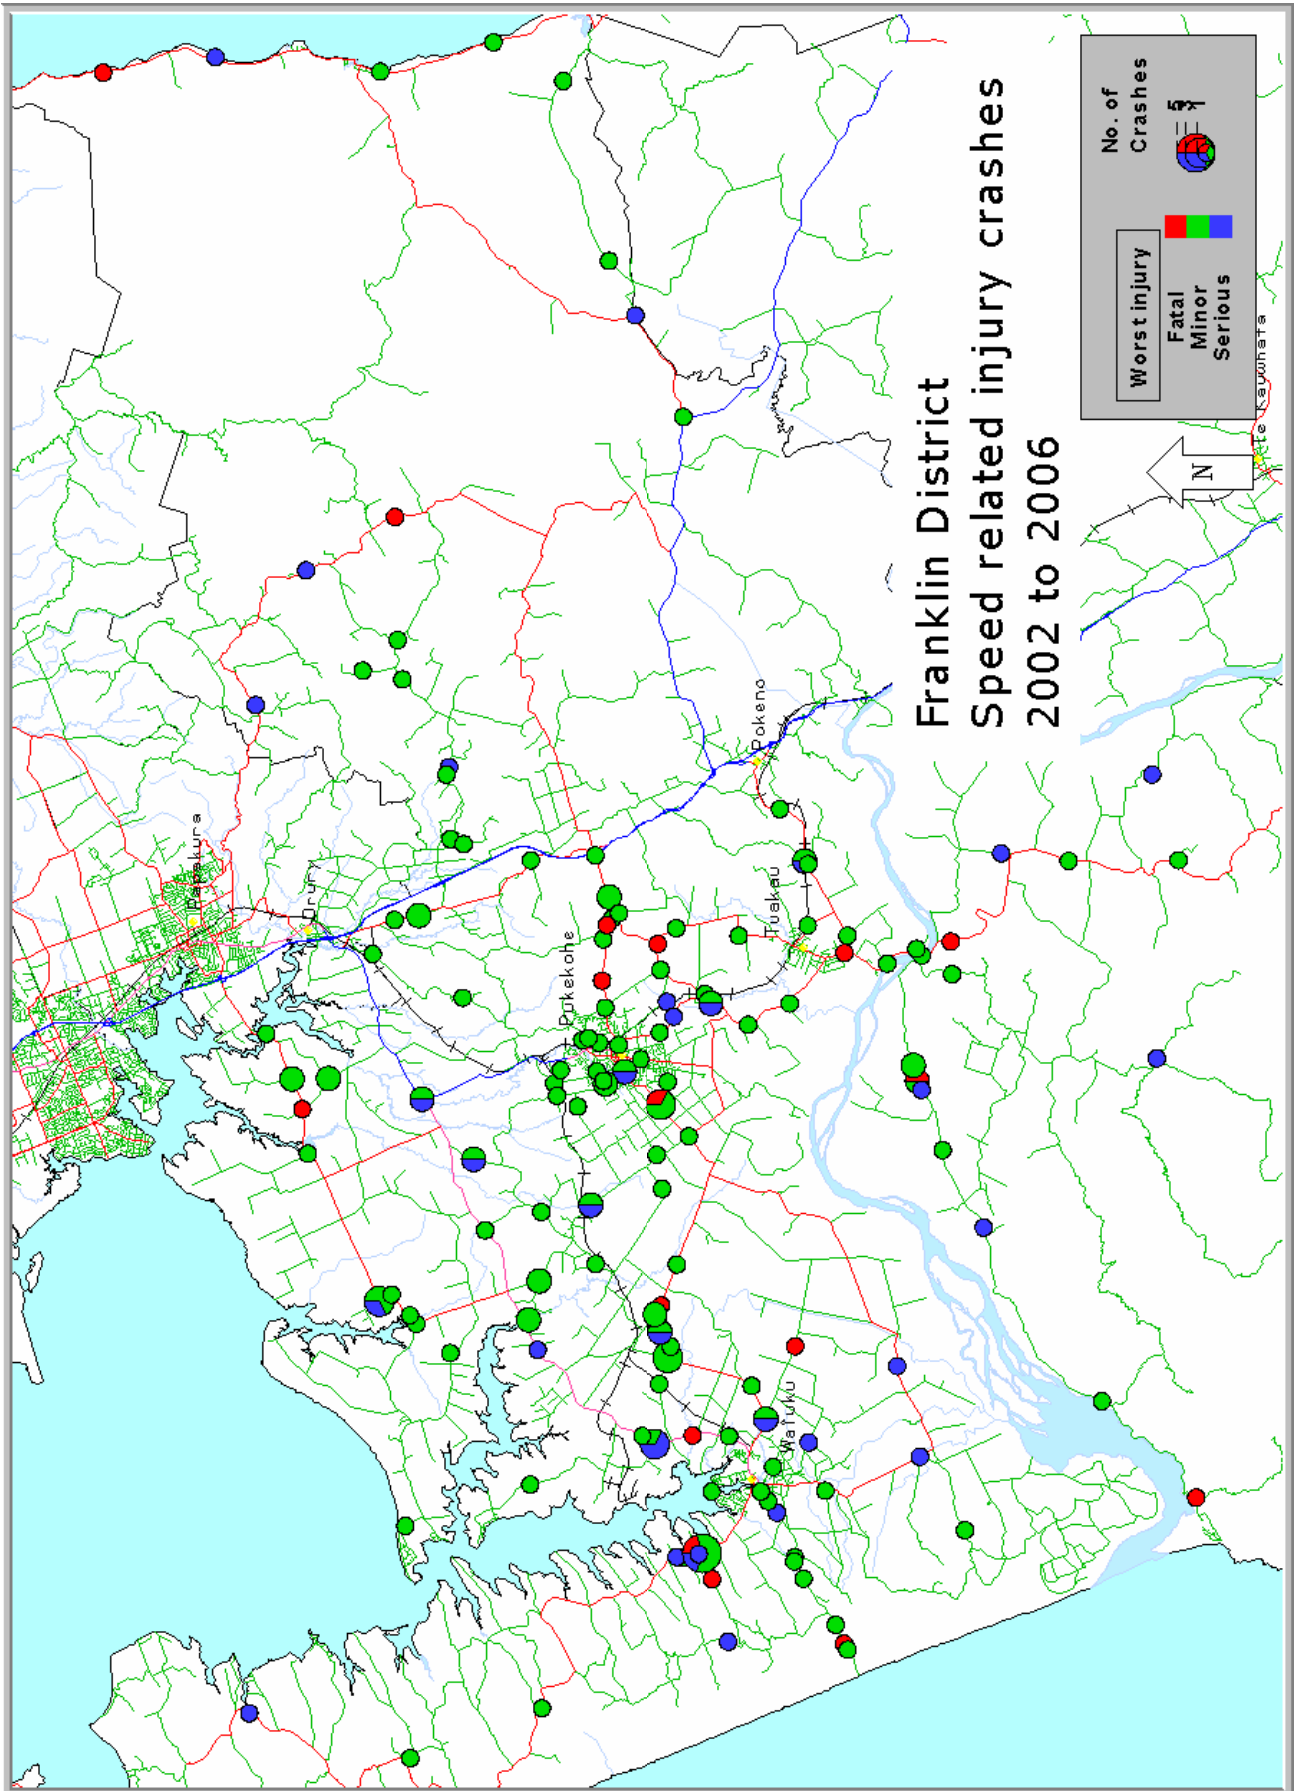 Franklin District
Speed related injury crashes
2002 to 2006
Worst injury
No. of
Crashes
Fatal
Minor
Serious
5
1
N
Papakura
Drury
Pukekohe
Pokeno
Tuakau
Waiuku
te Kauwhata